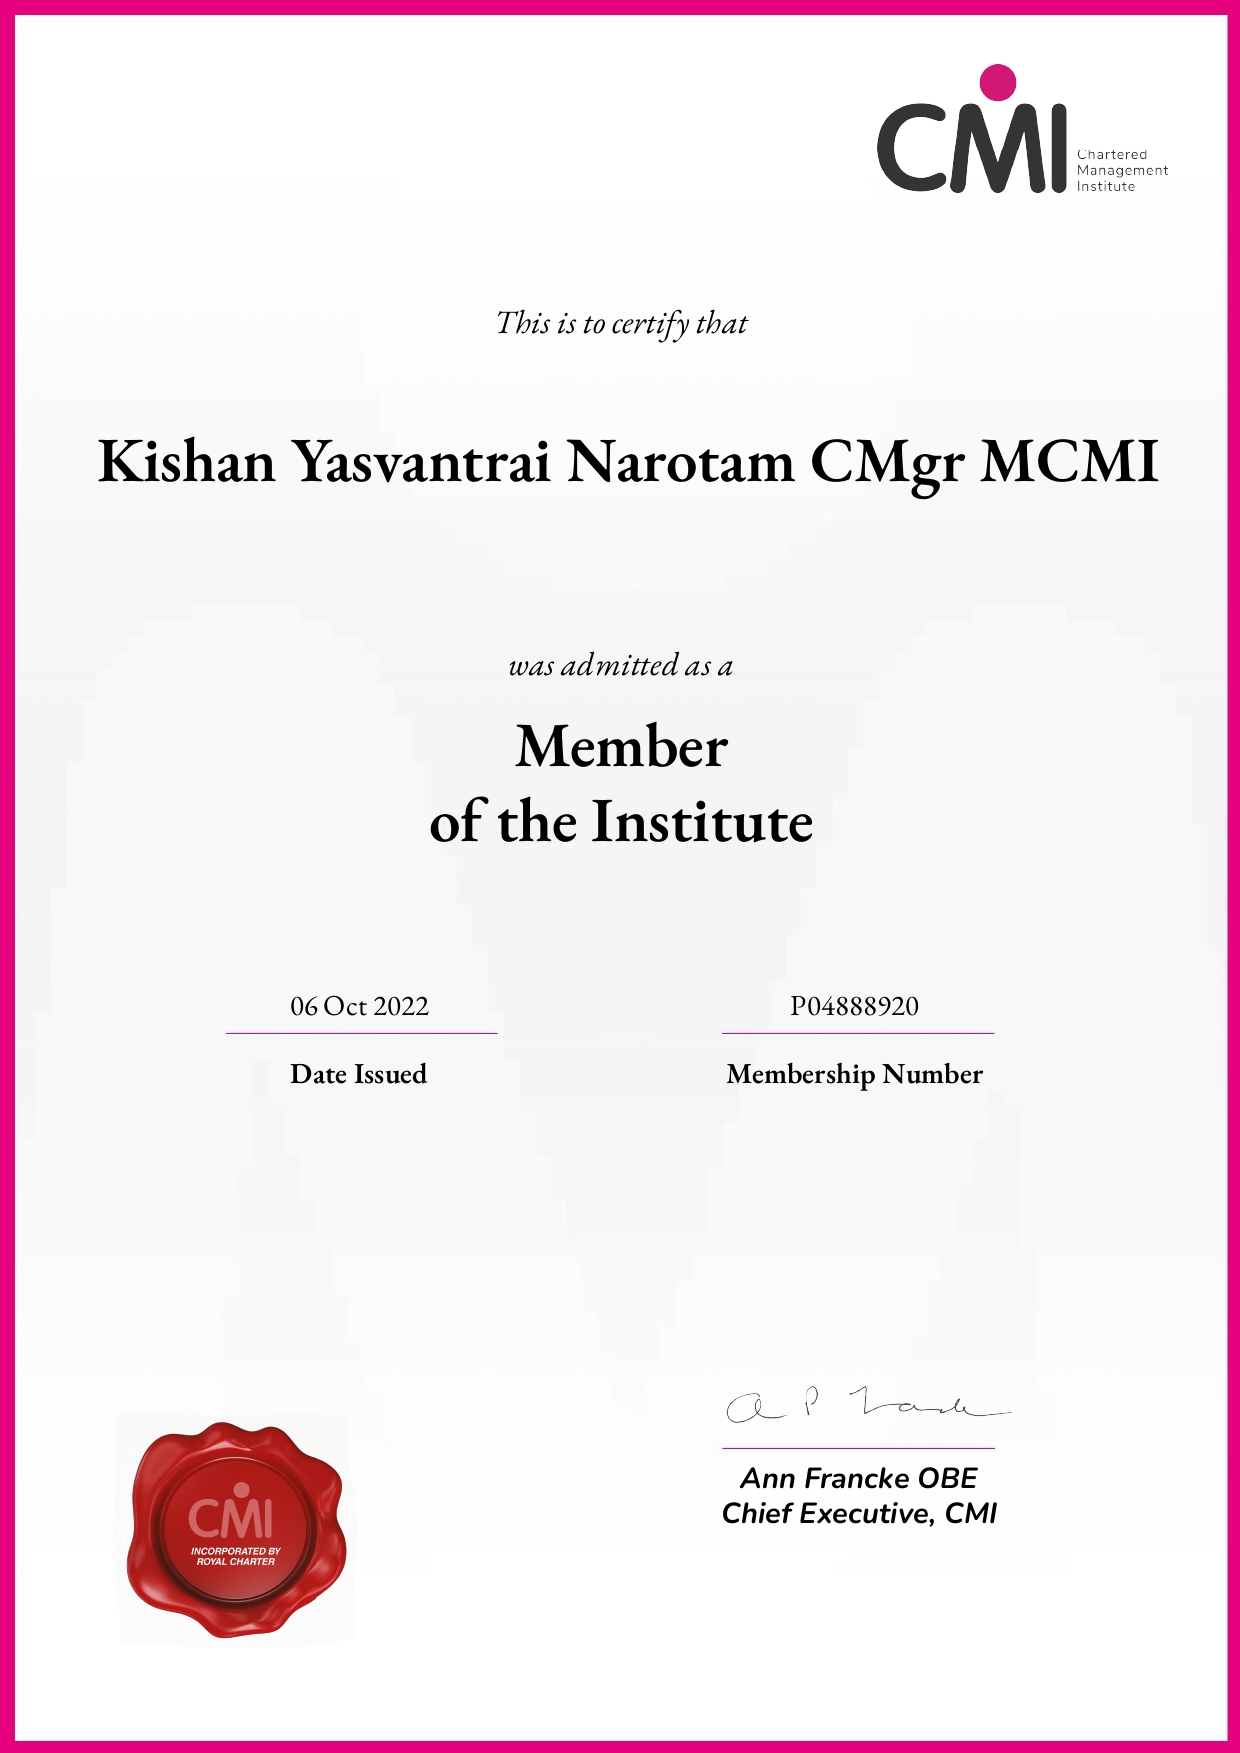 CMI
Chartered
Management
Institute
This is to certify that
Kishan Yasvantrai Narotam CMgr MCMI
was admitted as a
Member
of the Institute
06 Oct 2022
Date Issued
P04888920
Membership Number
A P Francke
Ann Francke OBE
Chief Executive, CMI
CMI
INCORPORATED BY
ROYAL CHARTER